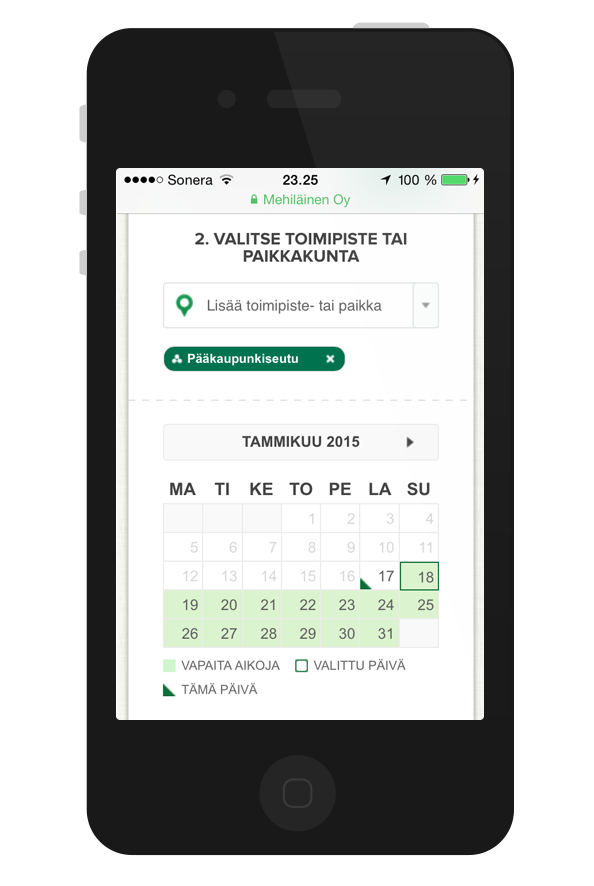 Sonera 23.25 100 %
Mehiläinen Oy
2. VALITSE TOIMIPISTE TAI
PAIKKAKUNTA
Lisää toimipiste- tai paikka
Pääkaupunkiseutu
TAMMIKUU 2015
MA TI KE TO PE LA SU
1 2 3 4
5 6 7 8 9 10 11
12 13 14 15 16 17 18
19 20 21 22 23 24 25
26 27 28 29 30 31
VAPAITA AIKOJA VALITTU PÄIVÄ
TÄMÄ PÄIVÄ